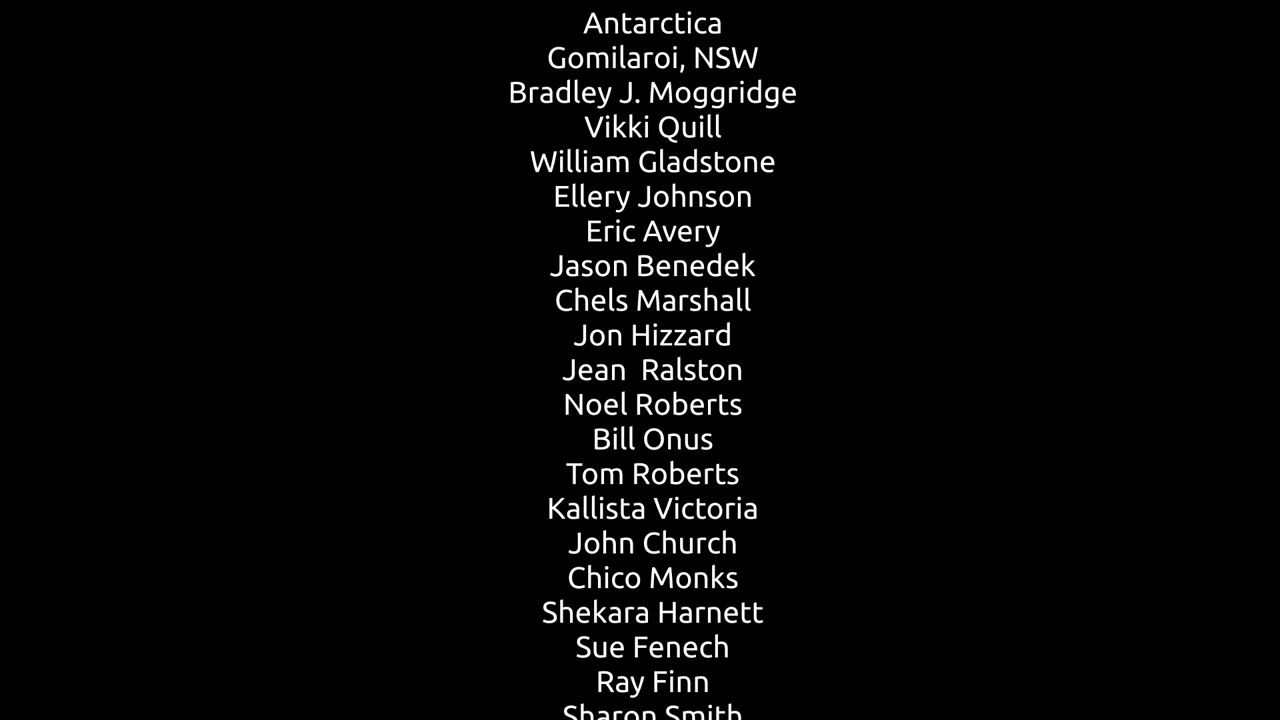 Antarctica
Gomilaroi, NSW
Bradley J. Moggridge
Vikki Quill
William Gladstone
Ellery Johnson
Eric Avery
Jason Benedek
Chels Marshall
Jon Hizzard
Jean  Ralston
Noel Roberts
Bill Onus
Tom Roberts
Kallista Victoria
John Church
Chico Monks
Shekara Harnett
Sue Fenech
Ray Finn
Sharon Smith